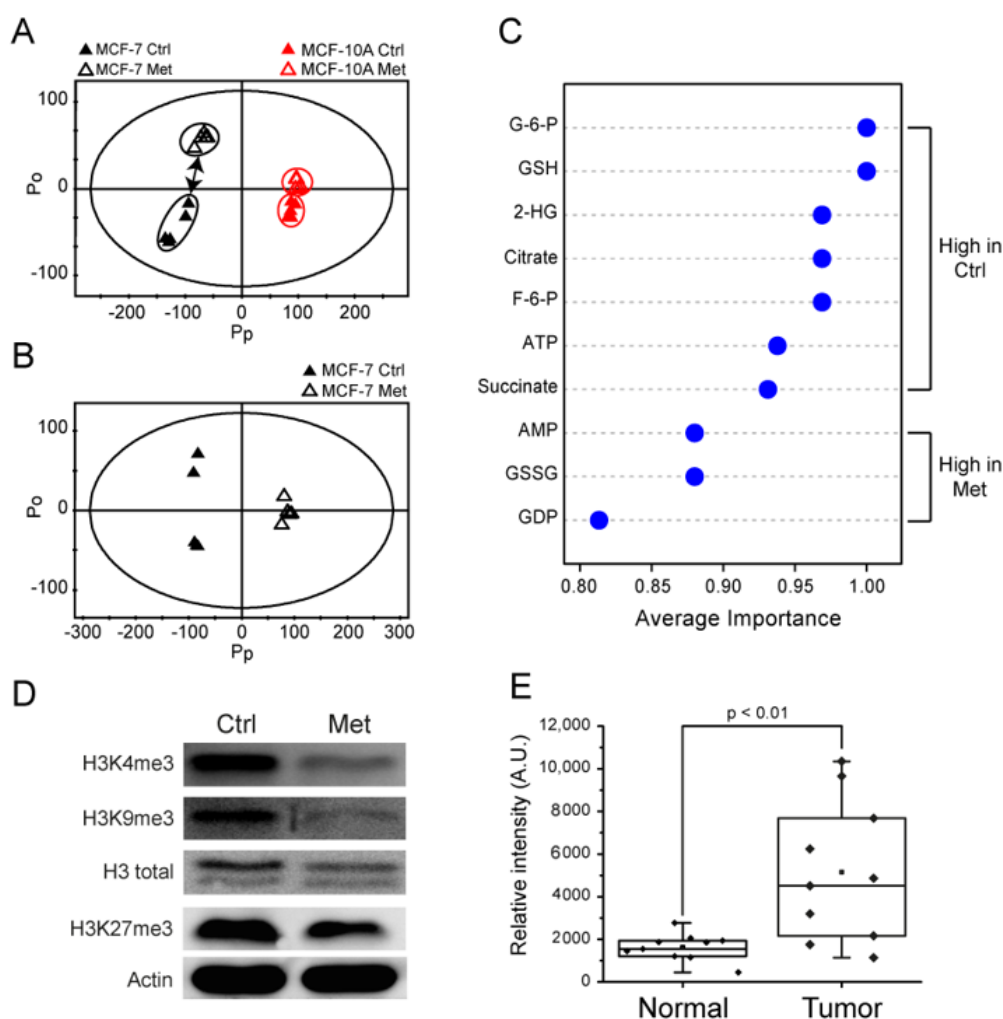 A
▲ MCF-7 Ctrl
△ MCF-7 Met
▲ MCF-10A Ctrl
△ MCF-10A Met
100
0
-100
Po
-200 -100 0 100 200
Pp
B
▲ MCF-7 Ctrl
△ MCF-7 Met
100
0
-100
Po
-300 -200 -100 0 100 200 300
Pp
C
G-6-P
GSH
2-HG
Citrate
F-6-P
ATP
Succinate
AMP
GSSG
GDP
High in
Ctrl
High in
Met
0.80 0.85 0.90 0.95 1.00
Average Importance
D
Ctrl Met
H3K4me3
H3K9me3
H3 total
H3K27me3
Actin
E
p < 0.01
12,000
10,000
8000
6000
4000
2000
0
Relative intensity (A.U.)
Normal Tumor